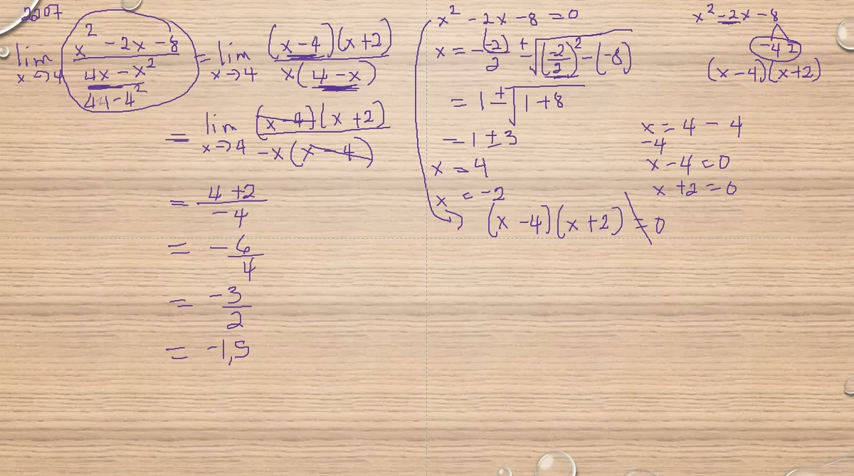 2207
lim x→4 x² - 2x - 8 / 4x - x² = lim x→4 (x-4)(x+2) / x(4-x)
44 - 4²
= lim x→4 (x-4)(x+2) / -x(x-4)
= 4+2 / -4
= -6 / 4
= -3 / 2
= -1,5
x² - 2x - 8 = 0
x = -(-2)/2 ± √((-2/2)² - (-8))
= 1 ± √(1+8)
= 1 ± 3
x = 4
x = -2
(x-4)(x+2) = 0
x² - 2x - 8
-4 2
(x-4)(x+2)
x = 4 - 4
-4
x - 4 = 0
x + 2 = 0